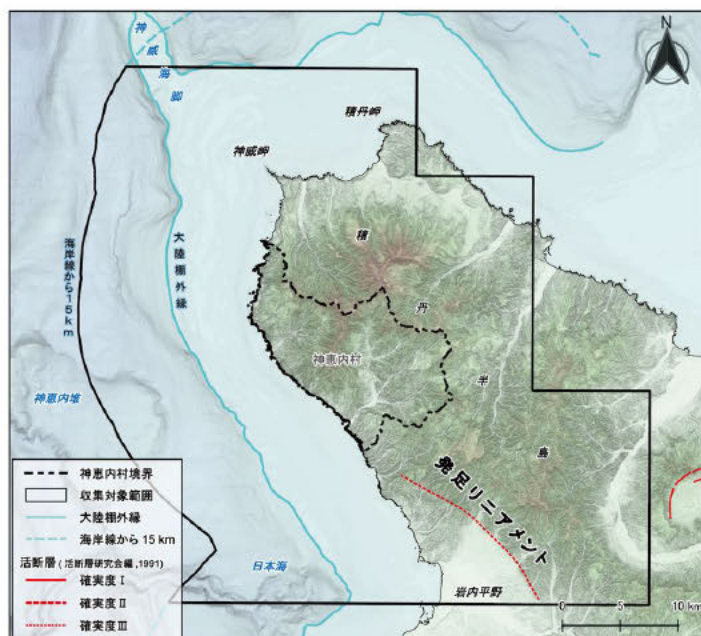 神威海脚
N
積丹岬
神威岬
海岸線から15km
大陸棚外縁
積丹半島
神恵内村
神恵内堆
発足リニアメント
日本海
岩内平野
神恵内村境界
収集対象範囲
大陸棚外縁
海岸線から 15 km
活断層 (活断層研究会編,1991)
確実度 I
確実度 II
確実度 III
0 5 10 km